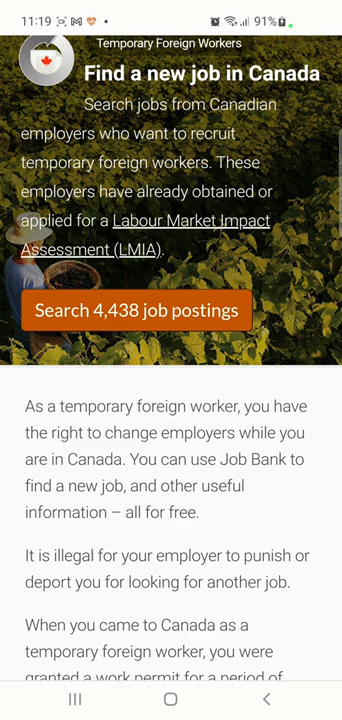 11:19
91%
Temporary Foreign Workers
Find a new job in Canada
Search jobs from Canadian
employers who want to recruit
temporary foreign workers. These
employers have already obtained or
applied for a Labour Market Impact
Assessment (LMIA).
Search 4,438 job postings
As a temporary foreign worker, you have
the right to change employers while you
are in Canada. You can use Job Bank to
find a new job, and other useful
information – all for free.
It is illegal for your employer to punish or
deport you for looking for another job.
When you came to Canada as a
temporary foreign worker, you were
granted a work permit for a period of